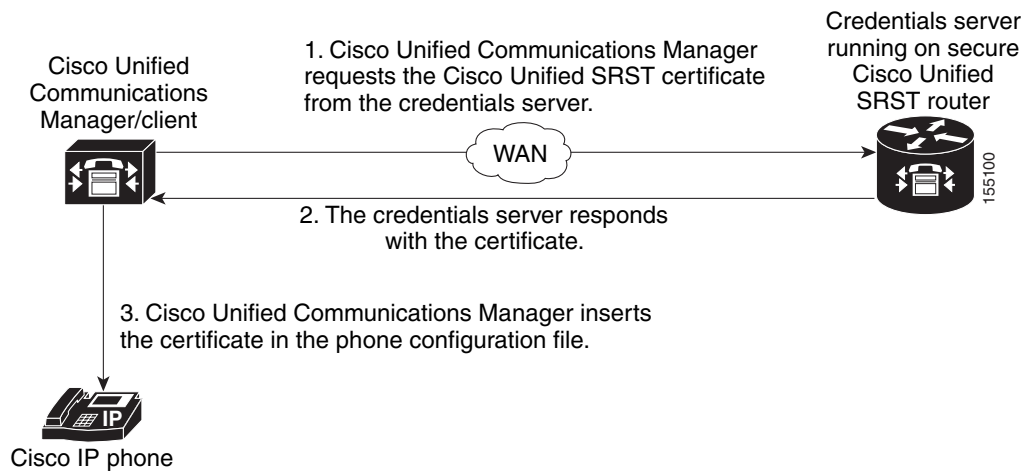 Cisco Unified
Communications
Manager/client
1. Cisco Unified Communications Manager
requests the Cisco Unified SRST certificate
from the credentials server.
Credentials server
running on secure
Cisco Unified
SRST router
WAN
155100
2. The credentials server responds
with the certificate.
3. Cisco Unified Communications Manager inserts
the certificate in the phone configuration file.
IP
Cisco IP phone